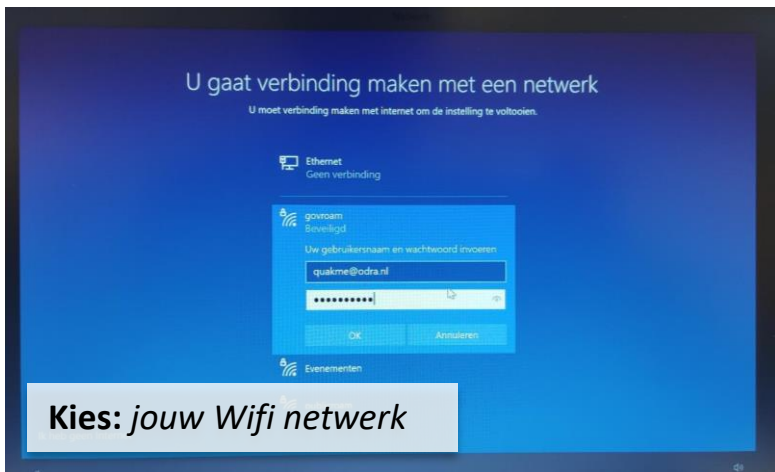 U gaat verbinding maken met een netwerk
U moet verbinding maken met internet om de instelling te voltooien.
Ethernet
Geen verbinding
govroam
Beveiligd
Uw gebruikersnaam en wachtwoord invoeren
quakme@odra.nl
OK
Annuleren
Evenementen
Kies: jouw Wifi netwerk